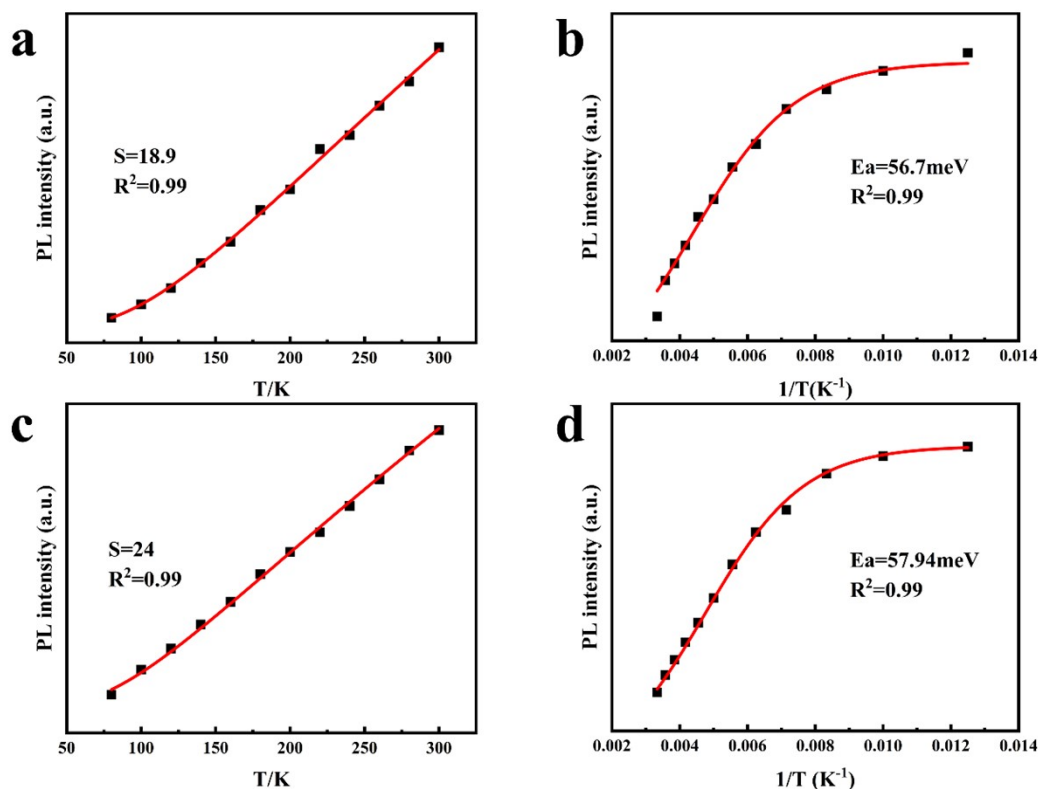 a
PL intensity (a.u.)
S=18.9
R²=0.99
50 100 150 200 250 300
T/K
b
PL intensity (a.u.)
Ea=56.7meV
R²=0.99
0.002 0.004 0.006 0.008 0.010 0.012 0.014
1/T(K⁻¹)
c
PL intensity (a.u.)
S=24
R²=0.99
50 100 150 200 250 300
T/K
d
PL intensity (a.u.)
Ea=57.94meV
R²=0.99
0.002 0.004 0.006 0.008 0.010 0.012 0.014
1/T (K⁻¹)